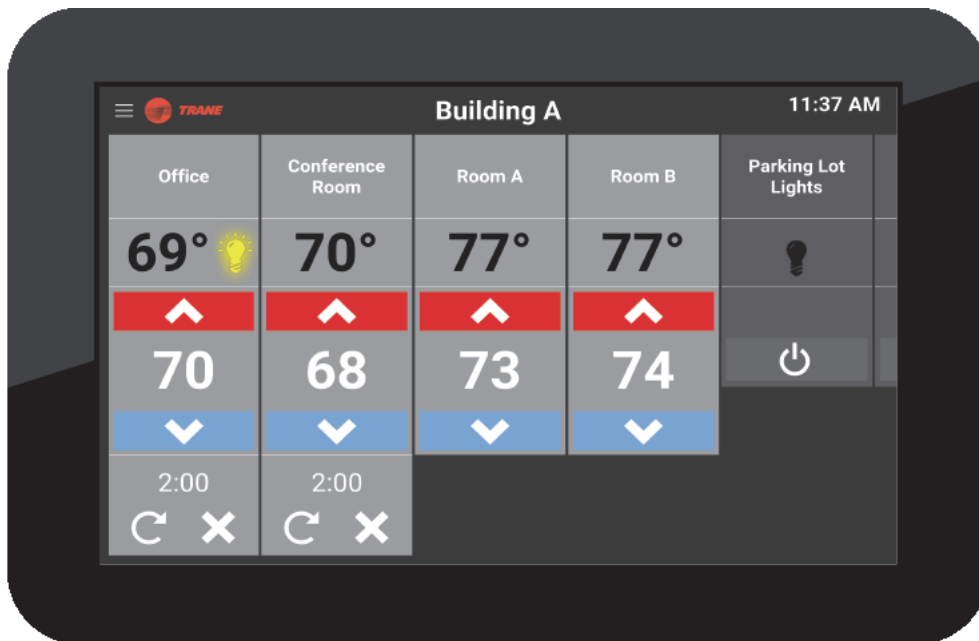 TRANE
Building A
11:37 AM
Office
Conference
Room
Room A
Room B
Parking Lot
Lights
69°
70°
77°
77°
70
68
73
74
2:00
2:00